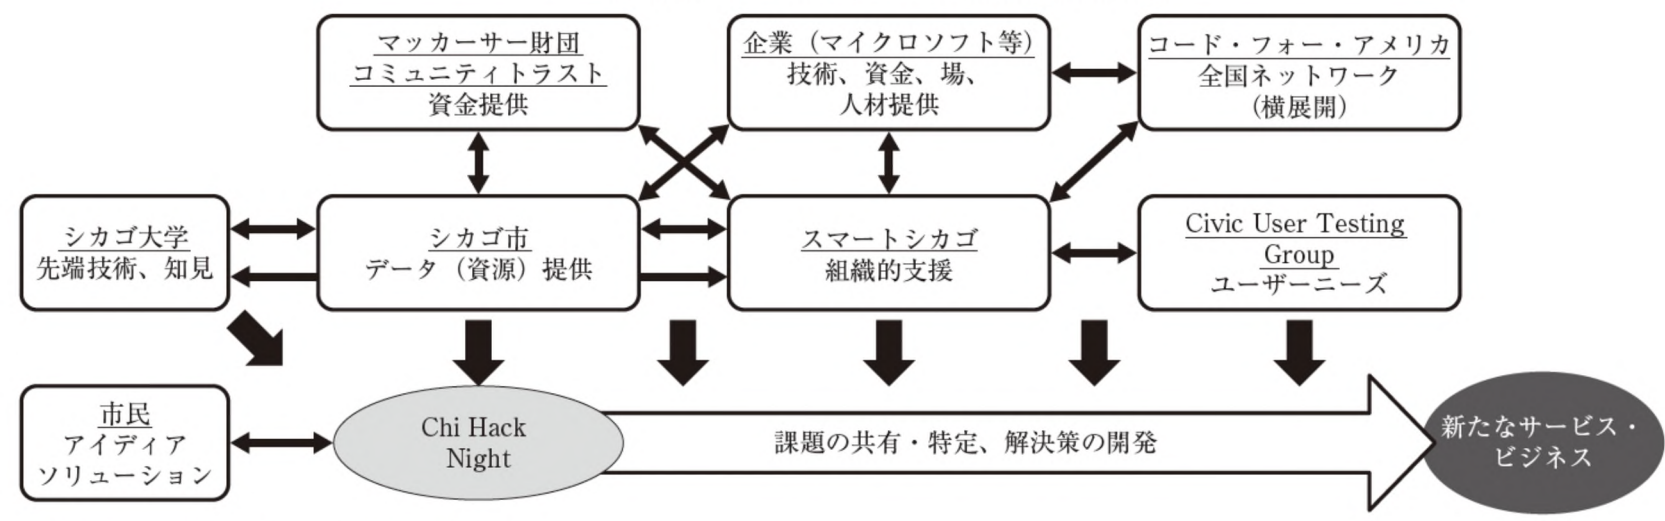 マッカーサー財団
コミュニティトラスト
資金提供
企業（マイクロソフト等）
技術、資金、場、
人材提供
コード・フォー・アメリカ
全国ネットワーク
（横展開）
シカゴ大学
先端技術、知見
シカゴ市
データ（資源）提供
スマートシカゴ
組織的支援
Civic User Testing
Group
ユーザーニーズ
市民
アイディア
ソリューション
Chi Hack
Night
課題の共有・特定、解決策の開発
新たなサービス・
ビジネス